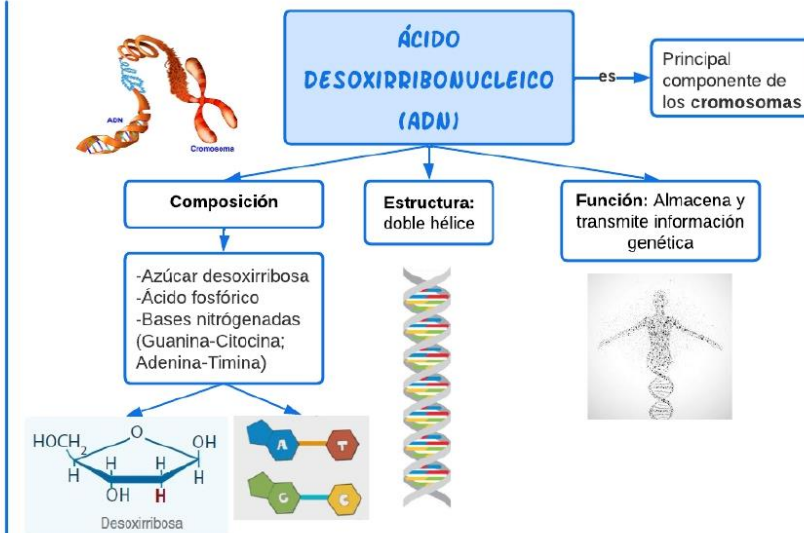 ÁCIDO
DESOXIRRIBONUCLEICO
(ADN)
es
Principal
componente de
los cromosomas
ADN
Cromosoma
Composición
Estructura:
doble hélice
Función: Almacena y
transmite información
genética
-Azúcar desoxirribosa
-Ácido fosfórico
-Bases nitrógenadas
(Guanina-Citocina;
Adenina-Timina)
HOCH2
O
OH
H
H
H
H
OH
H
Desoxirribosa
A
T
G
C